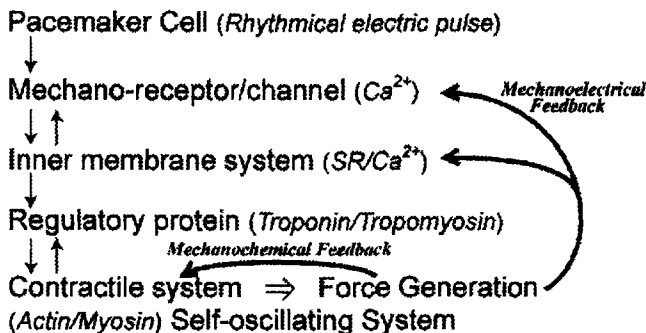 Pacemaker Cell (Rhythmical electric pulse)
Mechano-receptor/channel (Ca²⁺)
Mechanoelectrical
Feedback
Inner membrane system (SR/Ca²⁺)
Regulatory protein (Troponin/Tropomyosin)
Mechanochemical Feedback
Contractile system ⇒ Force Generation
(Actin/Myosin) Self-oscillating System